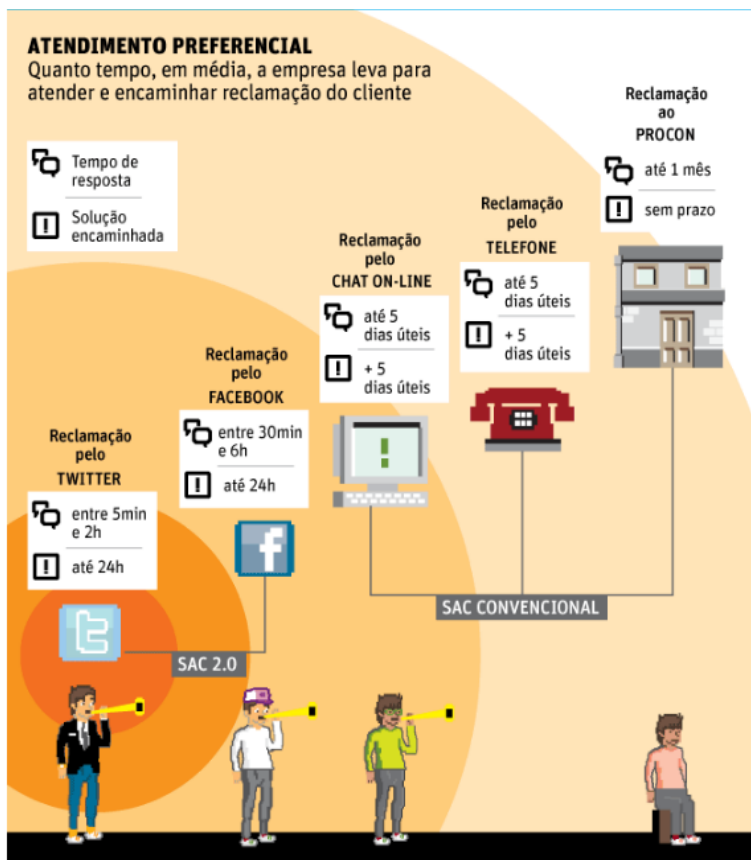 ATENDIMENTO PREFERENCIAL
Quanto tempo, em média, a empresa leva para
atender e encaminhar reclamação do cliente
Tempo de
resposta
Solução
encaminhada
Reclamação
pelo
TWITTER
entre 5min
e 2h
até 24h
Reclamação
pelo
FACEBOOK
entre 30min
e 6h
até 24h
SAC 2.0
Reclamação
pelo
CHAT ON-LINE
até 5
dias úteis
+ 5
dias úteis
Reclamação
pelo
TELEFONE
até 5
dias úteis
+ 5
dias úteis
Reclamação
ao
PROCON
até 1 mês
sem prazo
SAC CONVENCIONAL